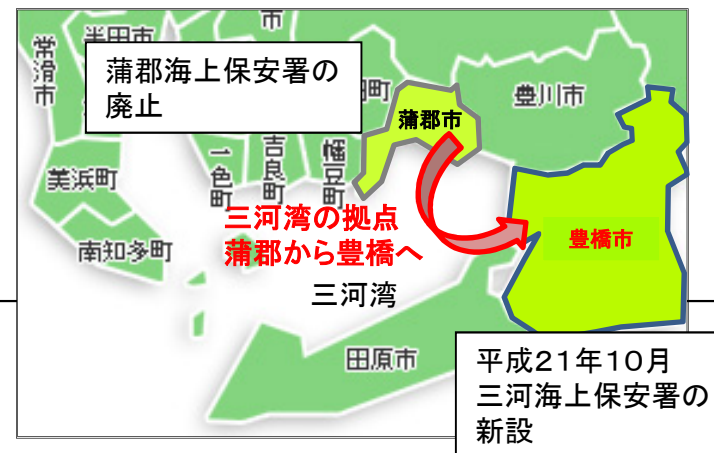 市
半田市
常滑市
蒲郡海上保安署の
廃止
田町
豊川市
蒲郡市
美浜町
一色町
吉良町
幡豆町
三河湾の拠点
蒲郡から豊橋へ
豊橋市
南知多町
三河湾
田原市
平成21年10月
三河海上保安署の
新設